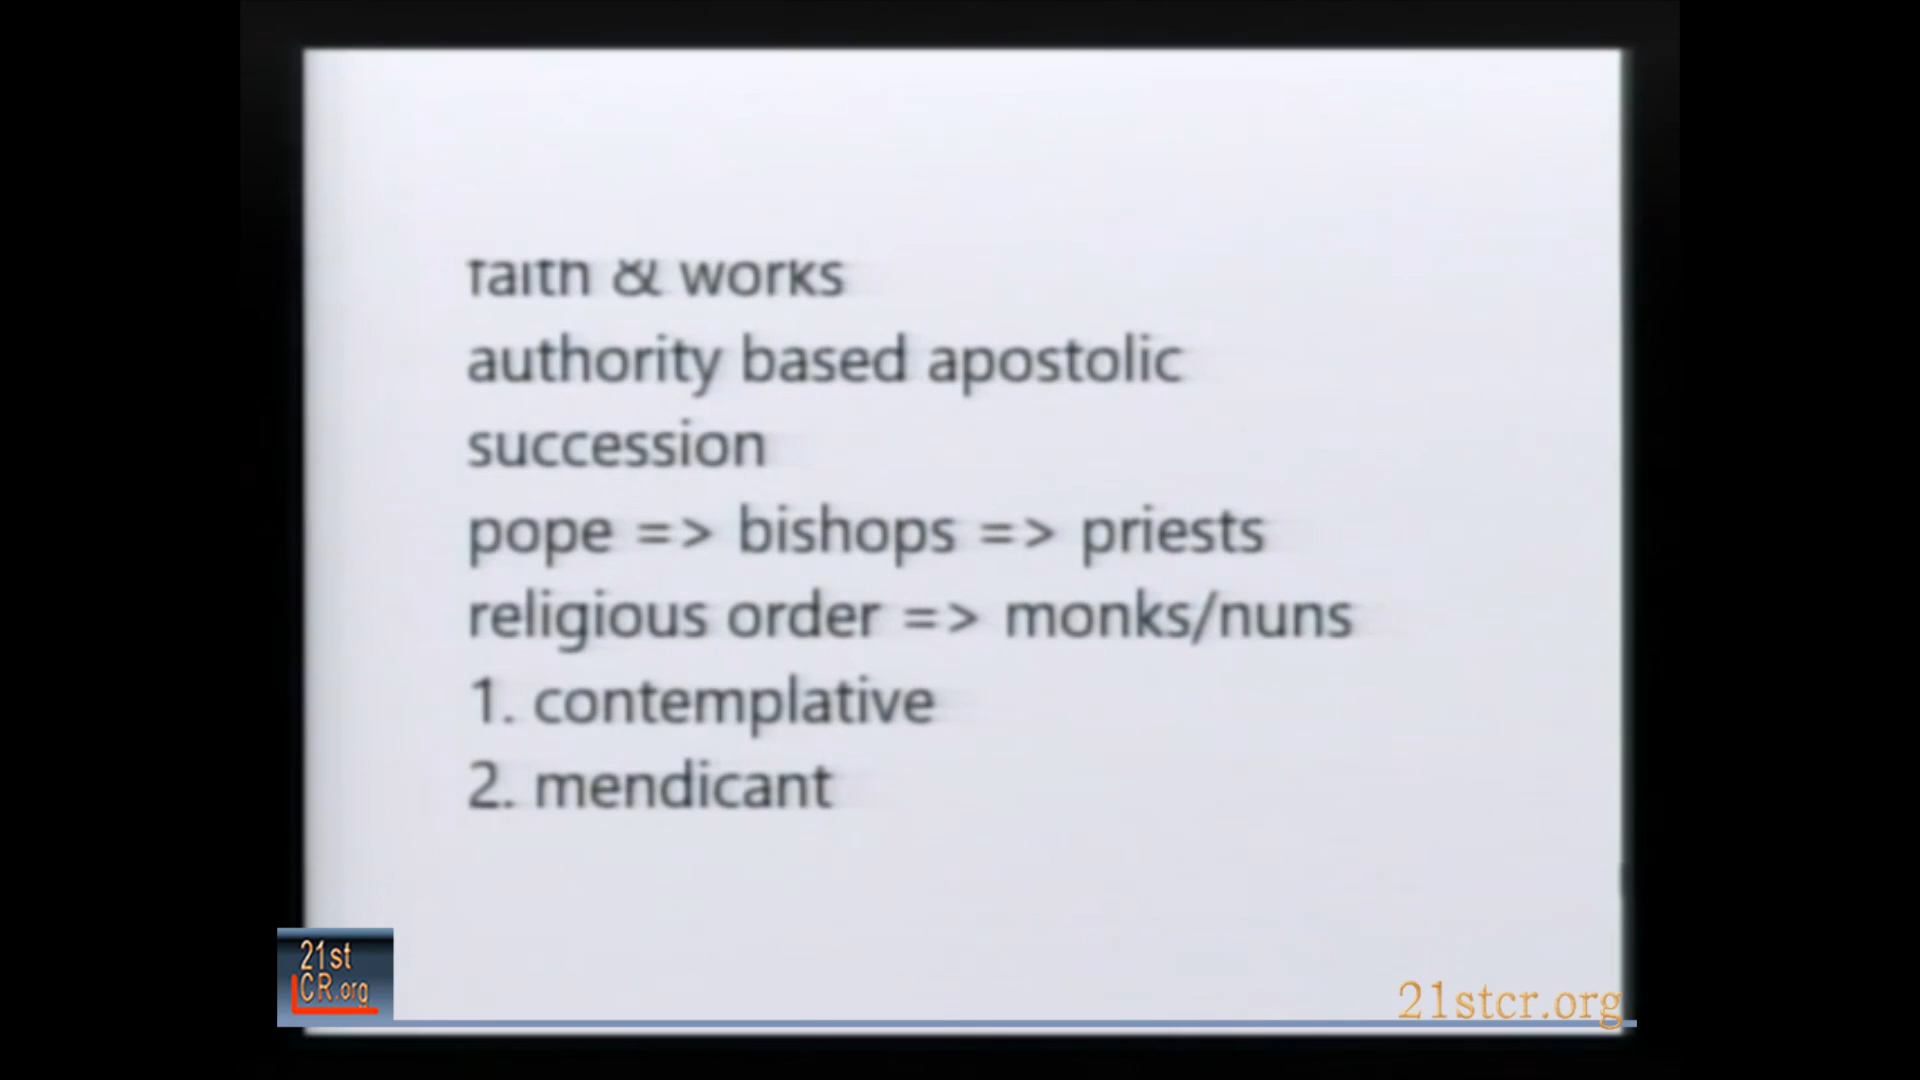 faith & works
authority based apostolic
succession
pope => bishops => priests
religious order => monks/nuns
1. contemplative
2. mendicant
21st
CR.org
21stcr.org